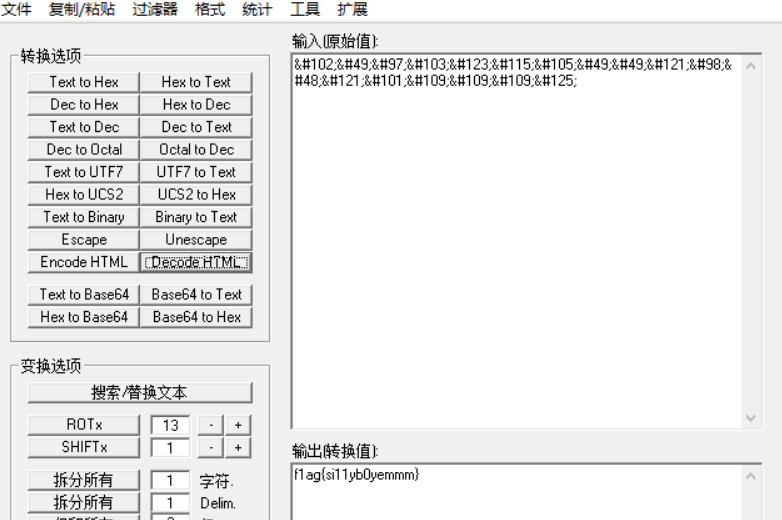 文件 复制/粘贴 过滤器 格式 统计 工具 扩展
输入(原始值):
转换选项
&#102;&#49;&#97;&#103;&#123;&#115;&#105;&#49;&#49;&#121;&#98;&
#48;&#121;&#101;&#109;&#109;&#109;&#125;
Text to Hex Hex to Text
Dec to Hex Hex to Dec
Text to Dec Dec to Text
Dec to Octal Octal to Dec
Text to UTF7 UTF7 to Text
Hex to UCS2 UCS2 to Hex
Text to Binary Binary to Text
Escape Unescape
Encode HTML Decode HTML
Text to Base64 Base64 to Text
Hex to Base64 Base64 to Hex
变换选项
搜索/替换文本
ROTx 13 - +
SHIFTx 1 - +
输出(转换值):
f1ag{si11yb0yemmm}
拆分所有 1 字符.
拆分所有 1 Delim.